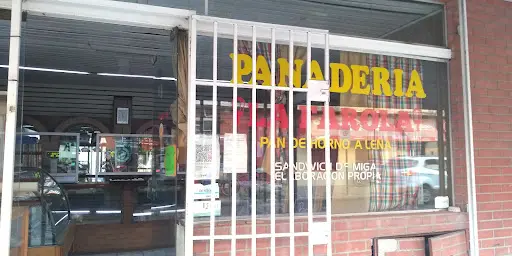 PANADERIA
"LA FAROLA"
PAN DE HORNO A LEÑA
SANDWICH DE MIGA
ELABORACION PROPIA